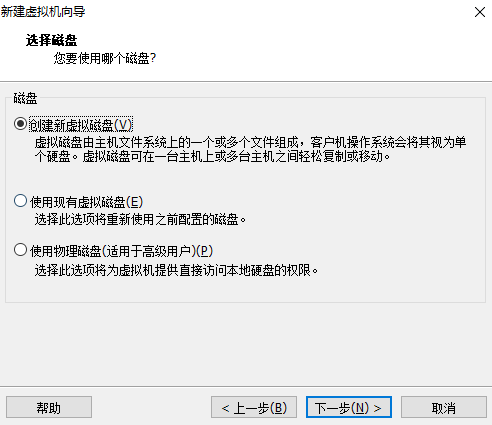 新建虚拟机向导
选择磁盘
您要使用哪个磁盘?
磁盘
创建新虚拟磁盘(V)
虚拟磁盘由主机文件系统上的一个或多个文件组成，客户机操作系统会将其视为单
个硬盘。虚拟磁盘可在一台主机上或多台主机之间轻松复制或移动。
使用现有虚拟磁盘(E)
选择此选项将重新使用之前配置的磁盘。
使用物理磁盘(适用于高级用户)(P)
选择此选项将为虚拟机提供直接访问本地硬盘的权限。
帮助
< 上一步(B)
下一步(N) >
取消